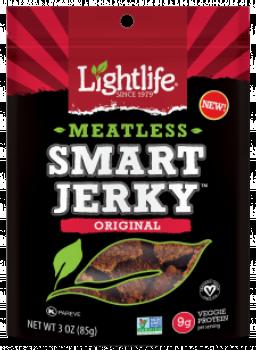 Lightlife
SINCE 1979
NEW!
MEATLESS
SMART
JERKY™
ORIGINAL
K PAREVE
NET WT 3 OZ (85g)
9g VEGGIE
PROTEIN
per serving